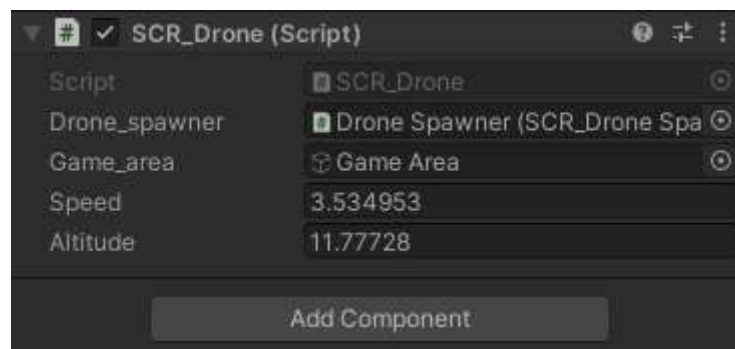 # SCR_Drone (Script)
Script SCR_Drone
Drone_spawner Drone Spawner (SCR_Drone Spa
Game_area Game Area
Speed 3.534953
Altitude 11.77728
Add Component